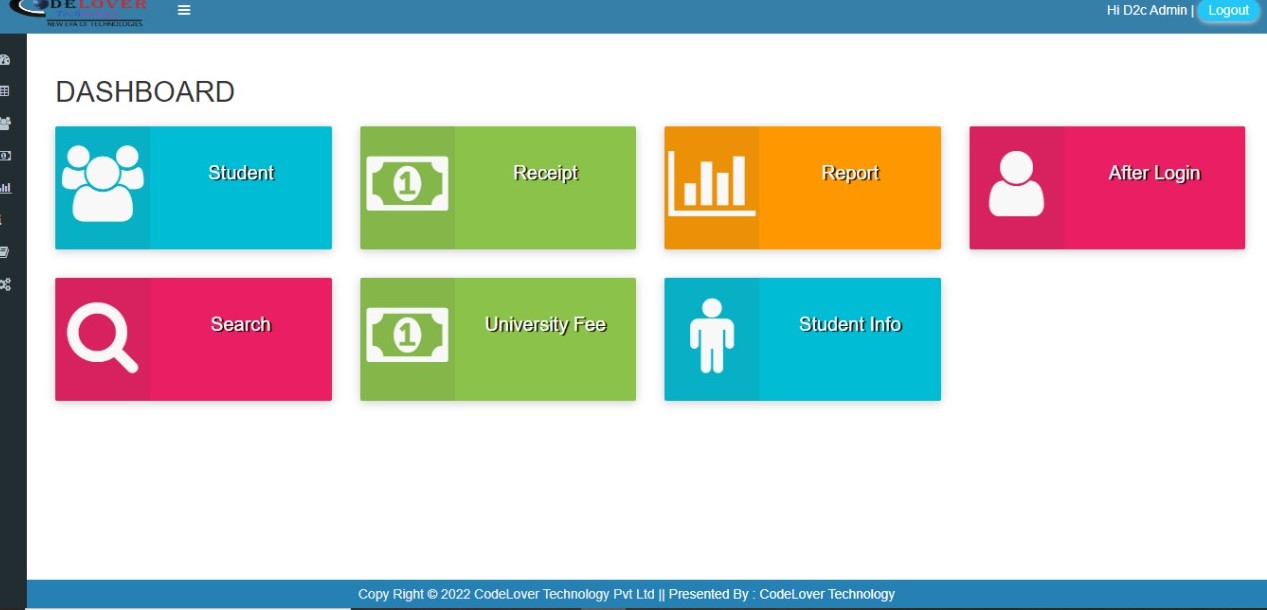 DELOVER
Technology
NEW ERA OF TECHNOLOGIES
Hi D2c Admin | Logout
DASHBOARD
Student
Receipt
Report
After Login
Search
University Fee
Student Info
Copy Right © 2022 CodeLover Technology Pvt Ltd || Presented By : CodeLover Technology